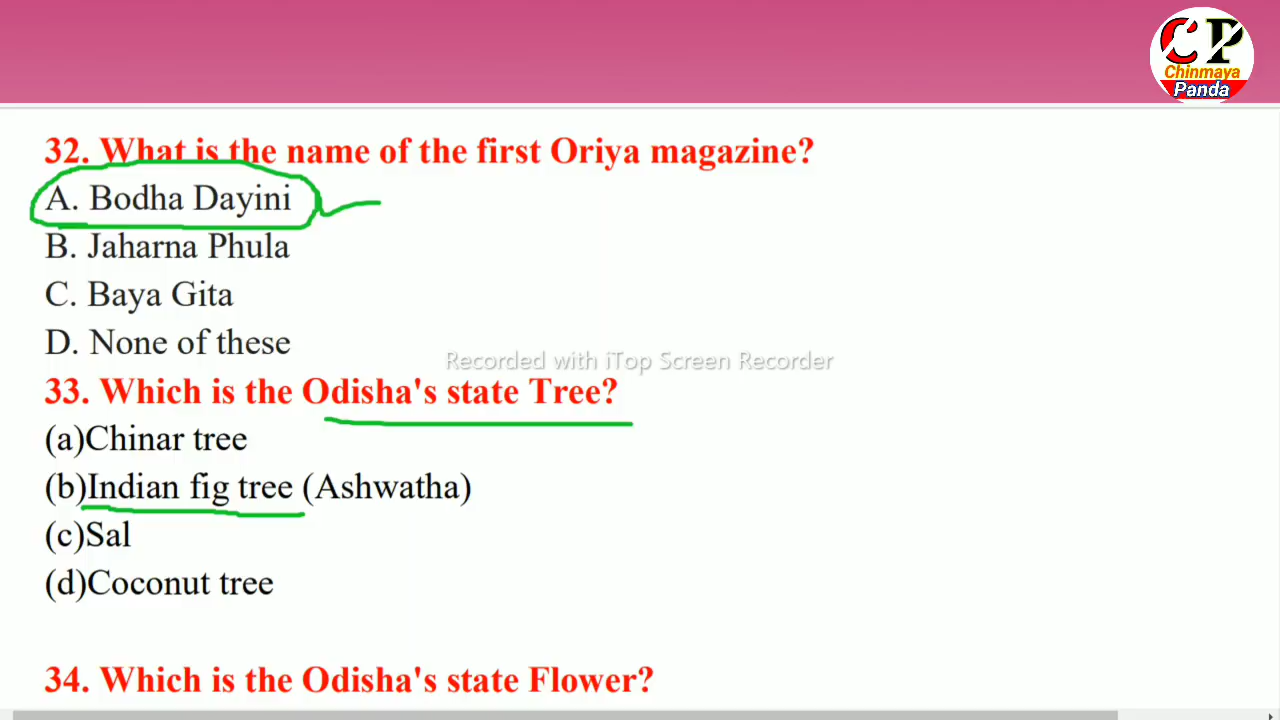 CP
Chinmaya
Panda
32. What is the name of the first Oriya magazine?
A. Bodha Dayini
B. Jaharna Phula
C. Baya Gita
D. None of these
Recorded with iTop Screen Recorder
33. Which is the Odisha's state Tree?
(a)Chinar tree
(b)Indian fig tree (Ashwatha)
(c)Sal
(d)Coconut tree
34. Which is the Odisha's state Flower?